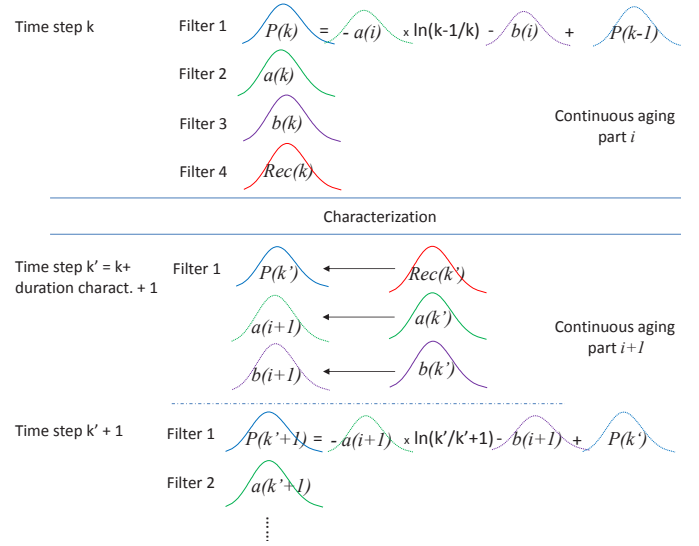 Time step k
Filter 1
P(k) = - a(i) x ln(k-1/k) - b(i) + P(k-1)
Filter 2
a(k)
Filter 3
b(k)
Continuous aging
part i
Filter 4
Rec(k)
Characterization
Time step k' = k+
duration charact. + 1
Filter 1
P(k')
Rec(k')
a(i+1)
a(k')
Continuous aging
part i+1
b(i+1)
b(k')
Time step k' + 1
Filter 1
P(k'+1) = - a(i+1) x ln(k'/k'+1) - b(i+1) + P(k')
Filter 2
a(k'+1)